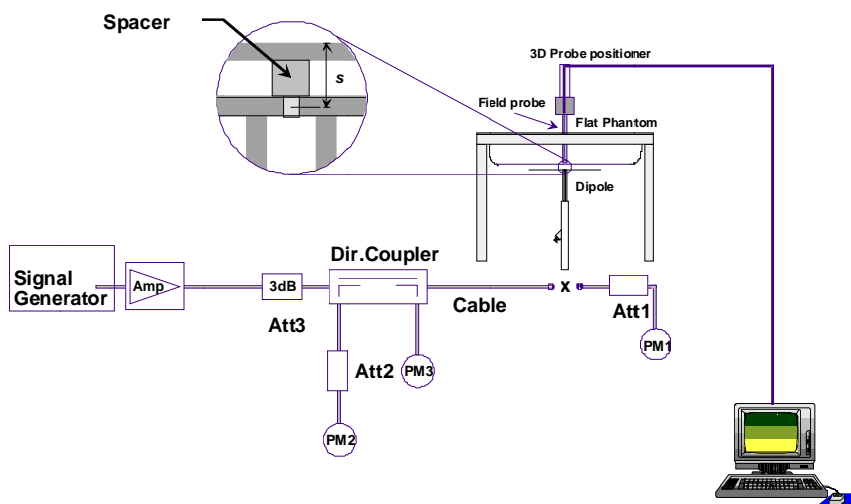 Spacer
s
3D Probe positioner
Field probe
Flat Phantom
Dipole
Signal
Generator
Amp
3dB
Att3
Dir.Coupler
Cable
x
Att1
PM1
Att2
PM3
PM2